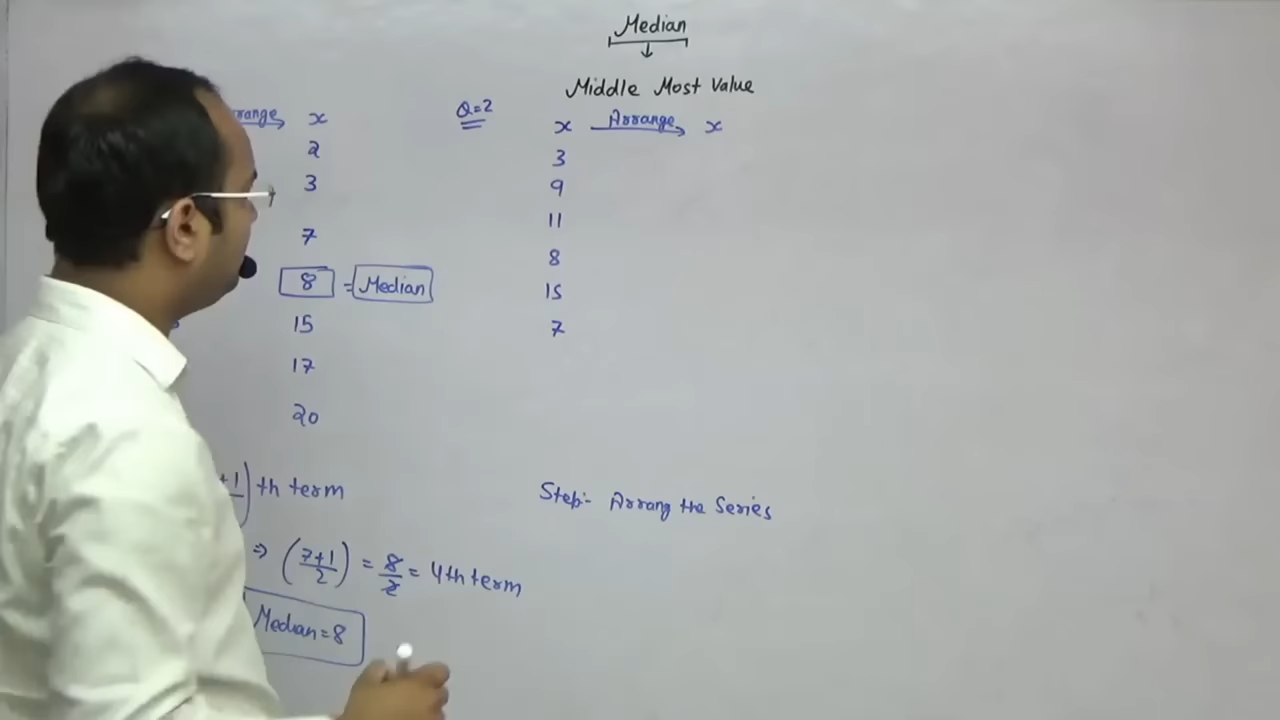 Median
↓
Middle Most Value
x Q=2 x Arrange x
2 3
3 9
7 11
8 = Median 8
15 15
17 7
20
th term
Step:- Arrang the Series
⇒ (7+1/2) = 8/2 = 4th term
Median = 8